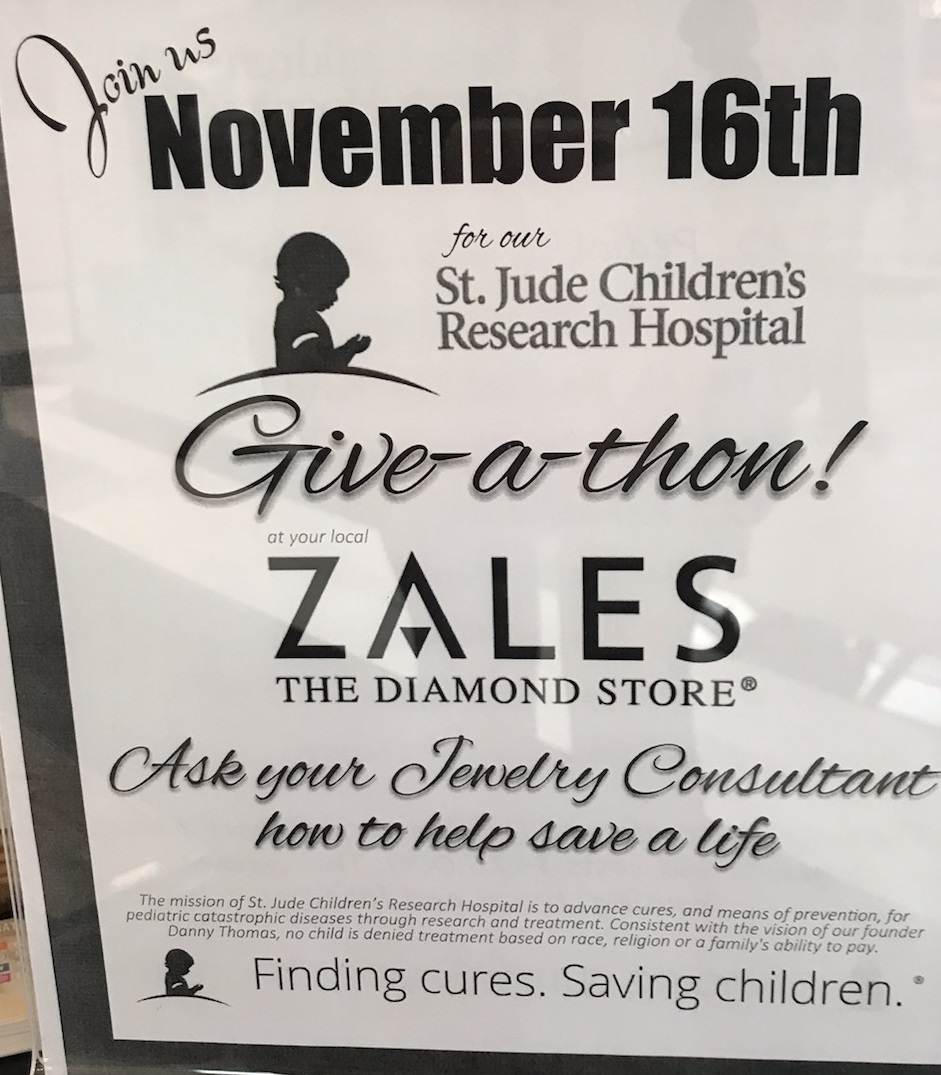 Join us
November 16th
for our
St. Jude Children's
Research Hospital
Give-a-thon!
at your local
ZALES
THE DIAMOND STORE®
Ask your Jewelry Consultant
how to help save a life
The mission of St. Jude Children's Research Hospital is to advance cures, and means of prevention, for
pediatric catastrophic diseases through research and treatment. Consistent with the vision of our founder
Danny Thomas, no child is denied treatment based on race, religion or a family's ability to pay.
Finding cures. Saving children.®